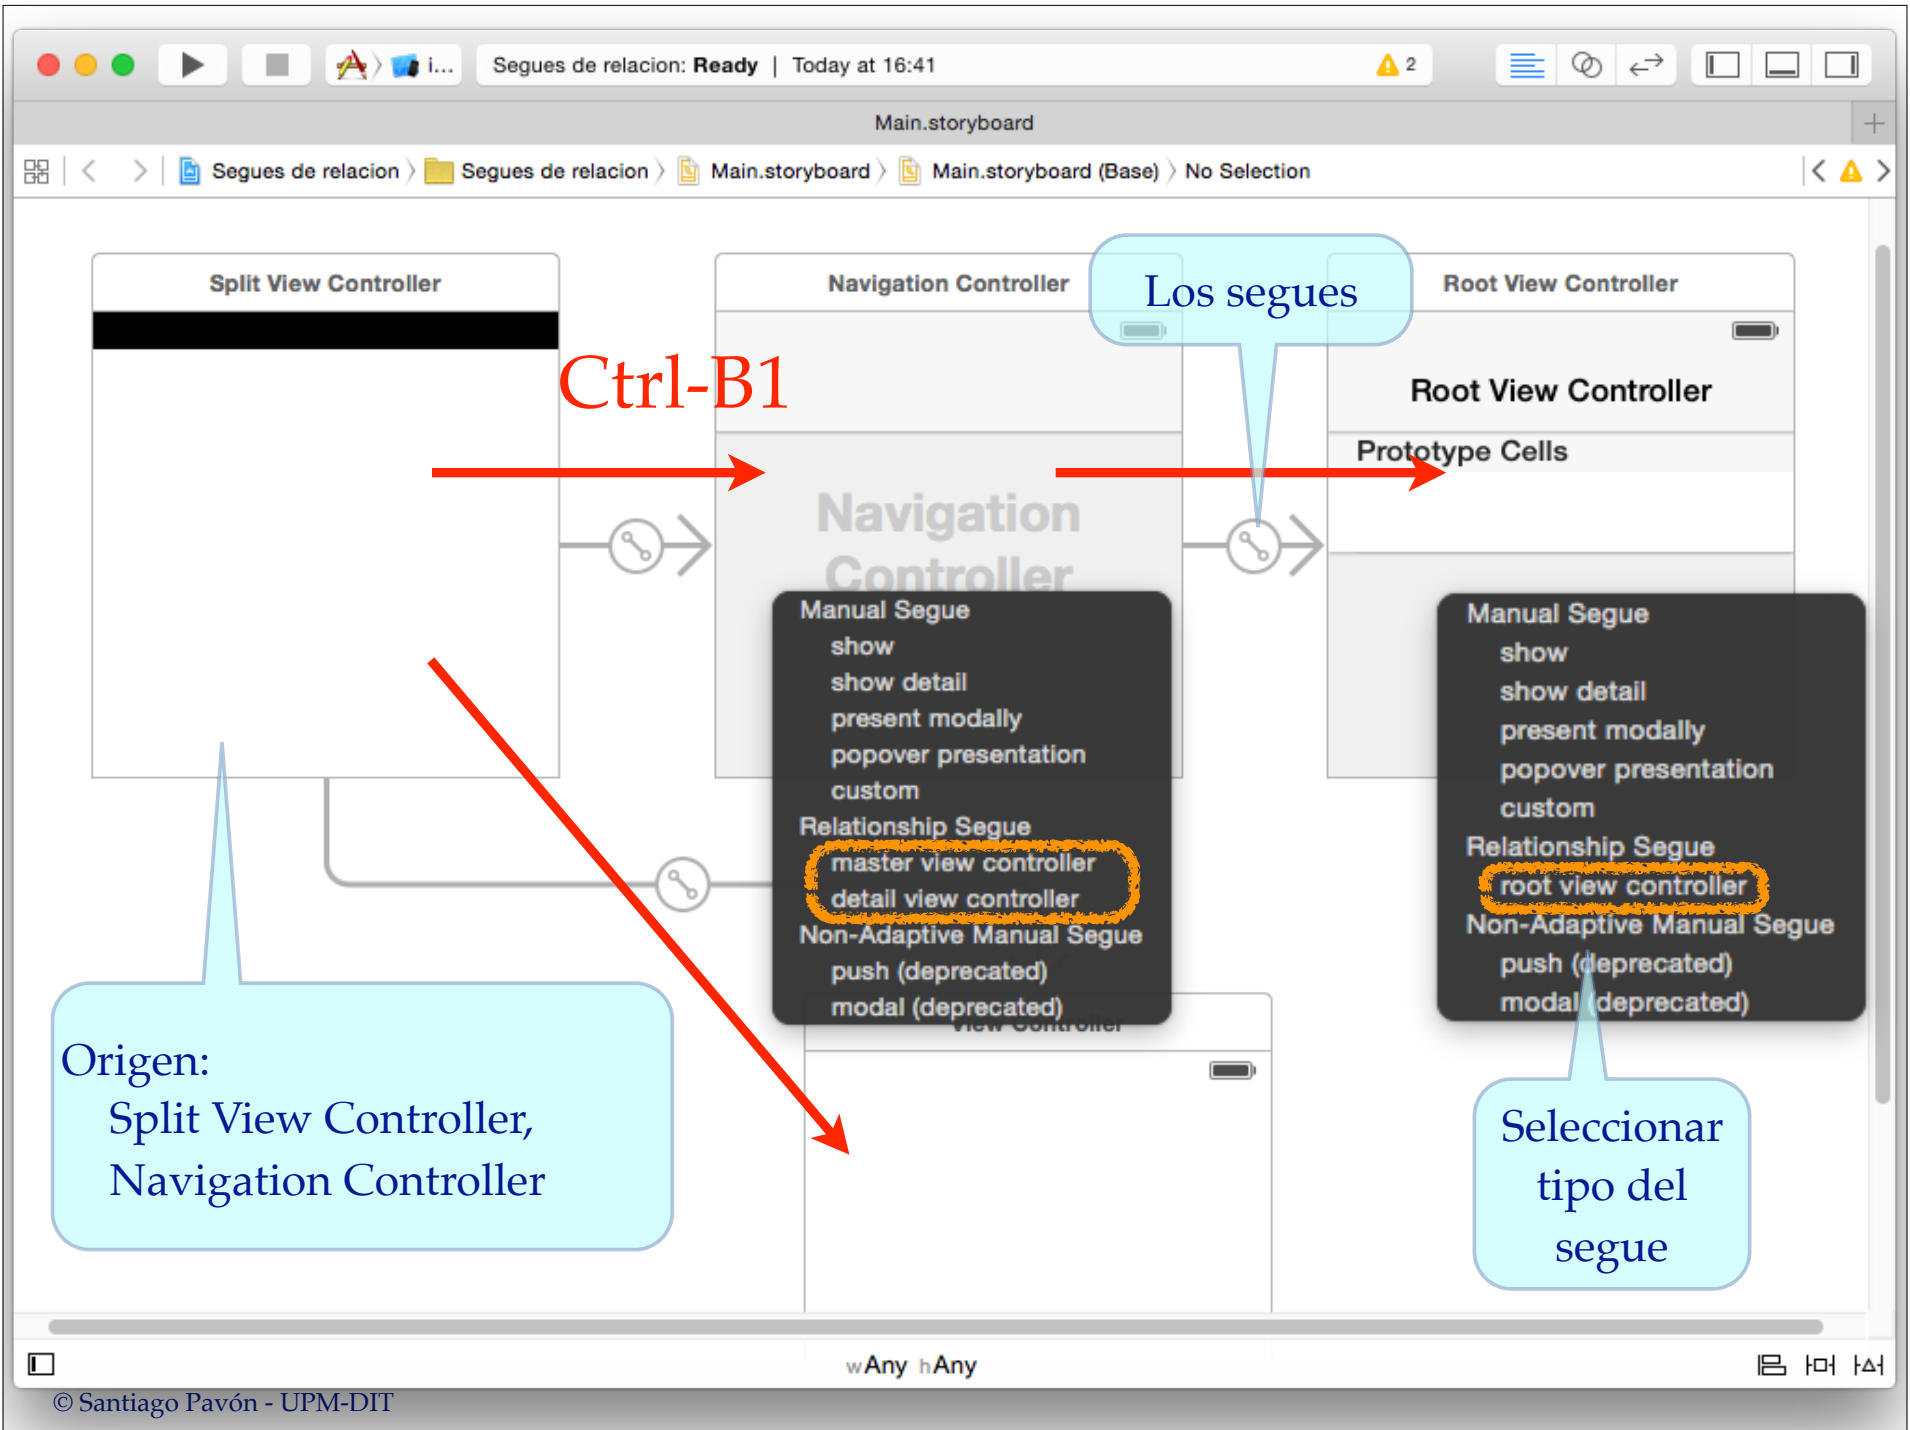 i...
Segues de relacion: Ready | Today at 16:41
2
Main.storyboard
Segues de relacion
Segues de relacion
Main.storyboard
Main.storyboard (Base)
No Selection
Split View Controller
Navigation Controller
Los segues
Root View Controller
Ctrl-B1
Root View Controller
Prototype Cells
Navigation
Controller
Manual Segue
show
show detail
present modally
popover presentation
custom
Relationship Segue
master view controller
detail view controller
Non-Adaptive Manual Segue
push (deprecated)
modal (deprecated)
Manual Segue
show
show detail
present modally
popover presentation
custom
Relationship Segue
root view controller
Non-Adaptive Manual Segue
push (deprecated)
modal (deprecated)
View Controller
Origen:
Split View Controller,
Navigation Controller
Seleccionar
tipo del
segue
wAny hAny
© Santiago Pavón - UPM-DIT